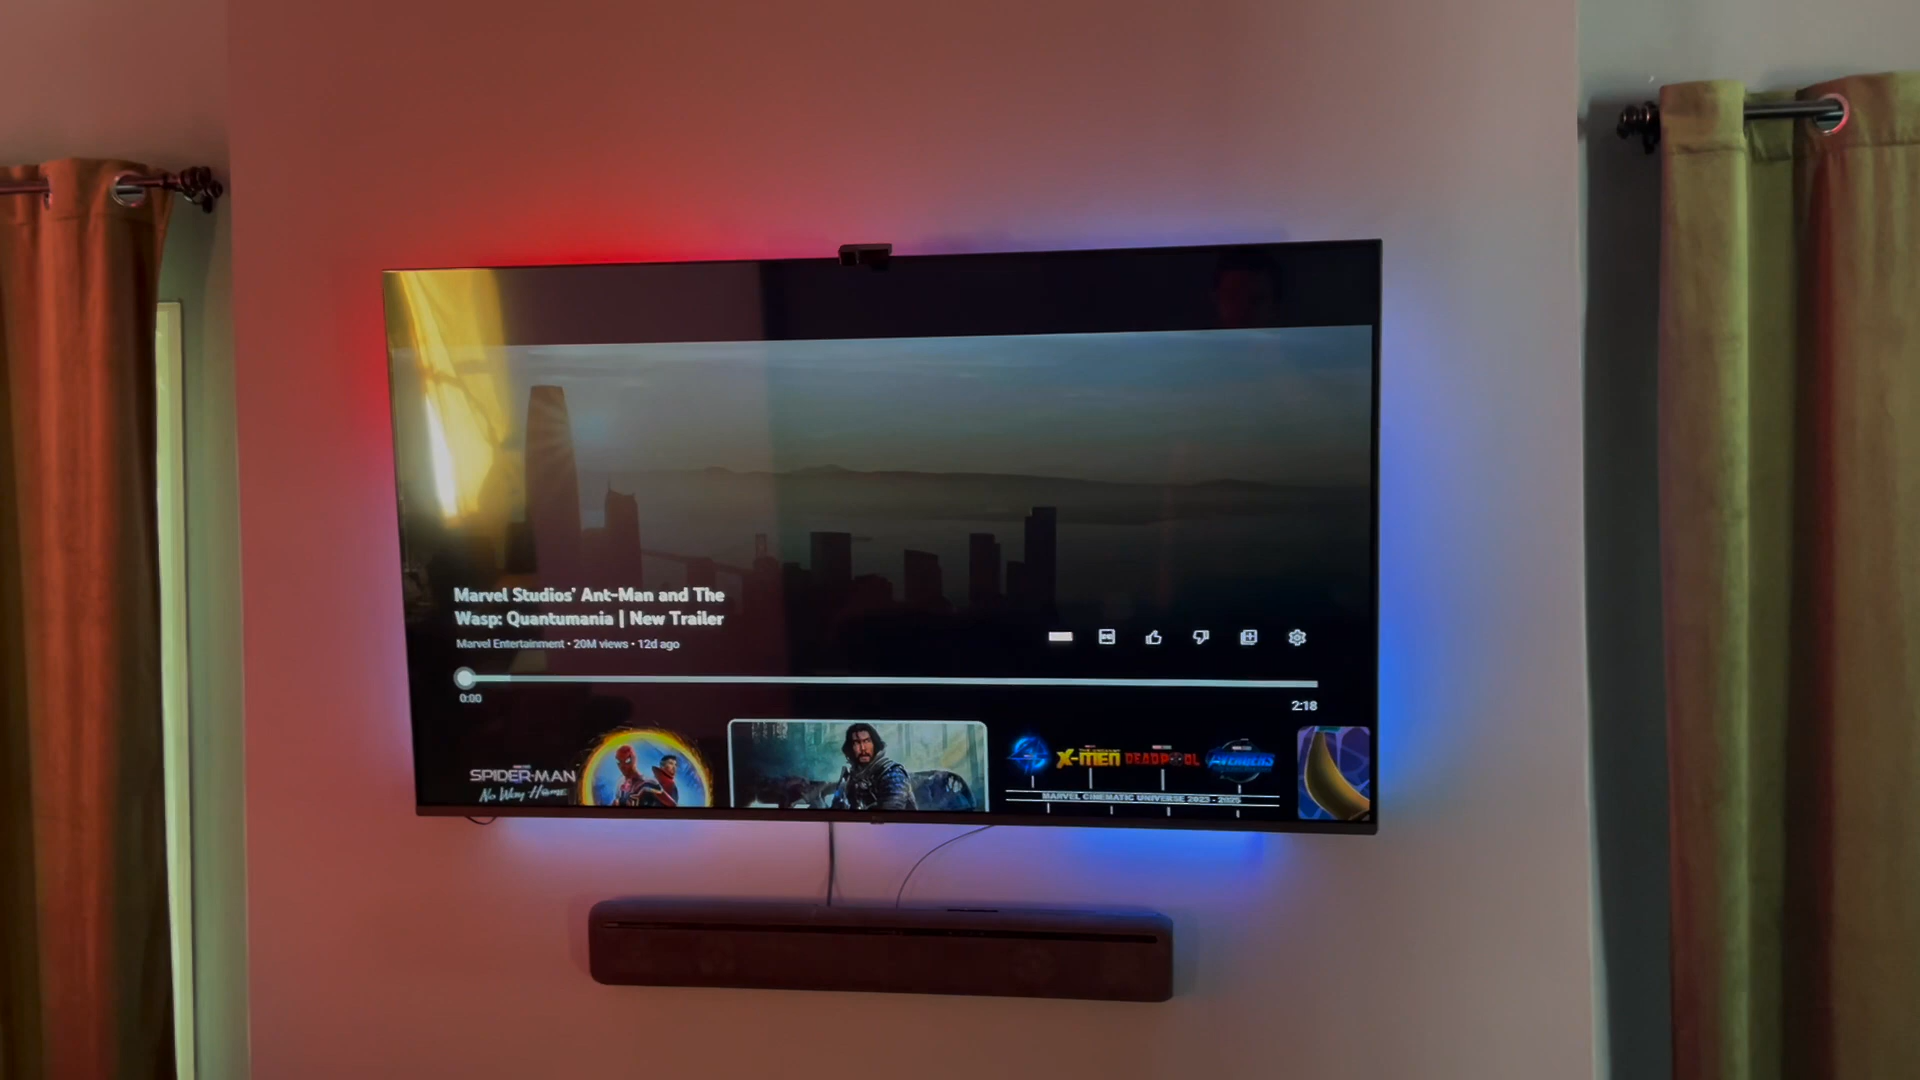 Marvel Studios' Ant-Man and The
Wasp: Quantumania | New Trailer
Marvel Entertainment • 20M views • 12d ago
0:00
2:18
SPIDER-MAN
No Way Home
X-MEN
DEADPOOL
AVENGERS
MARVEL CINEMATIC UNIVERSE 2023 - 2025